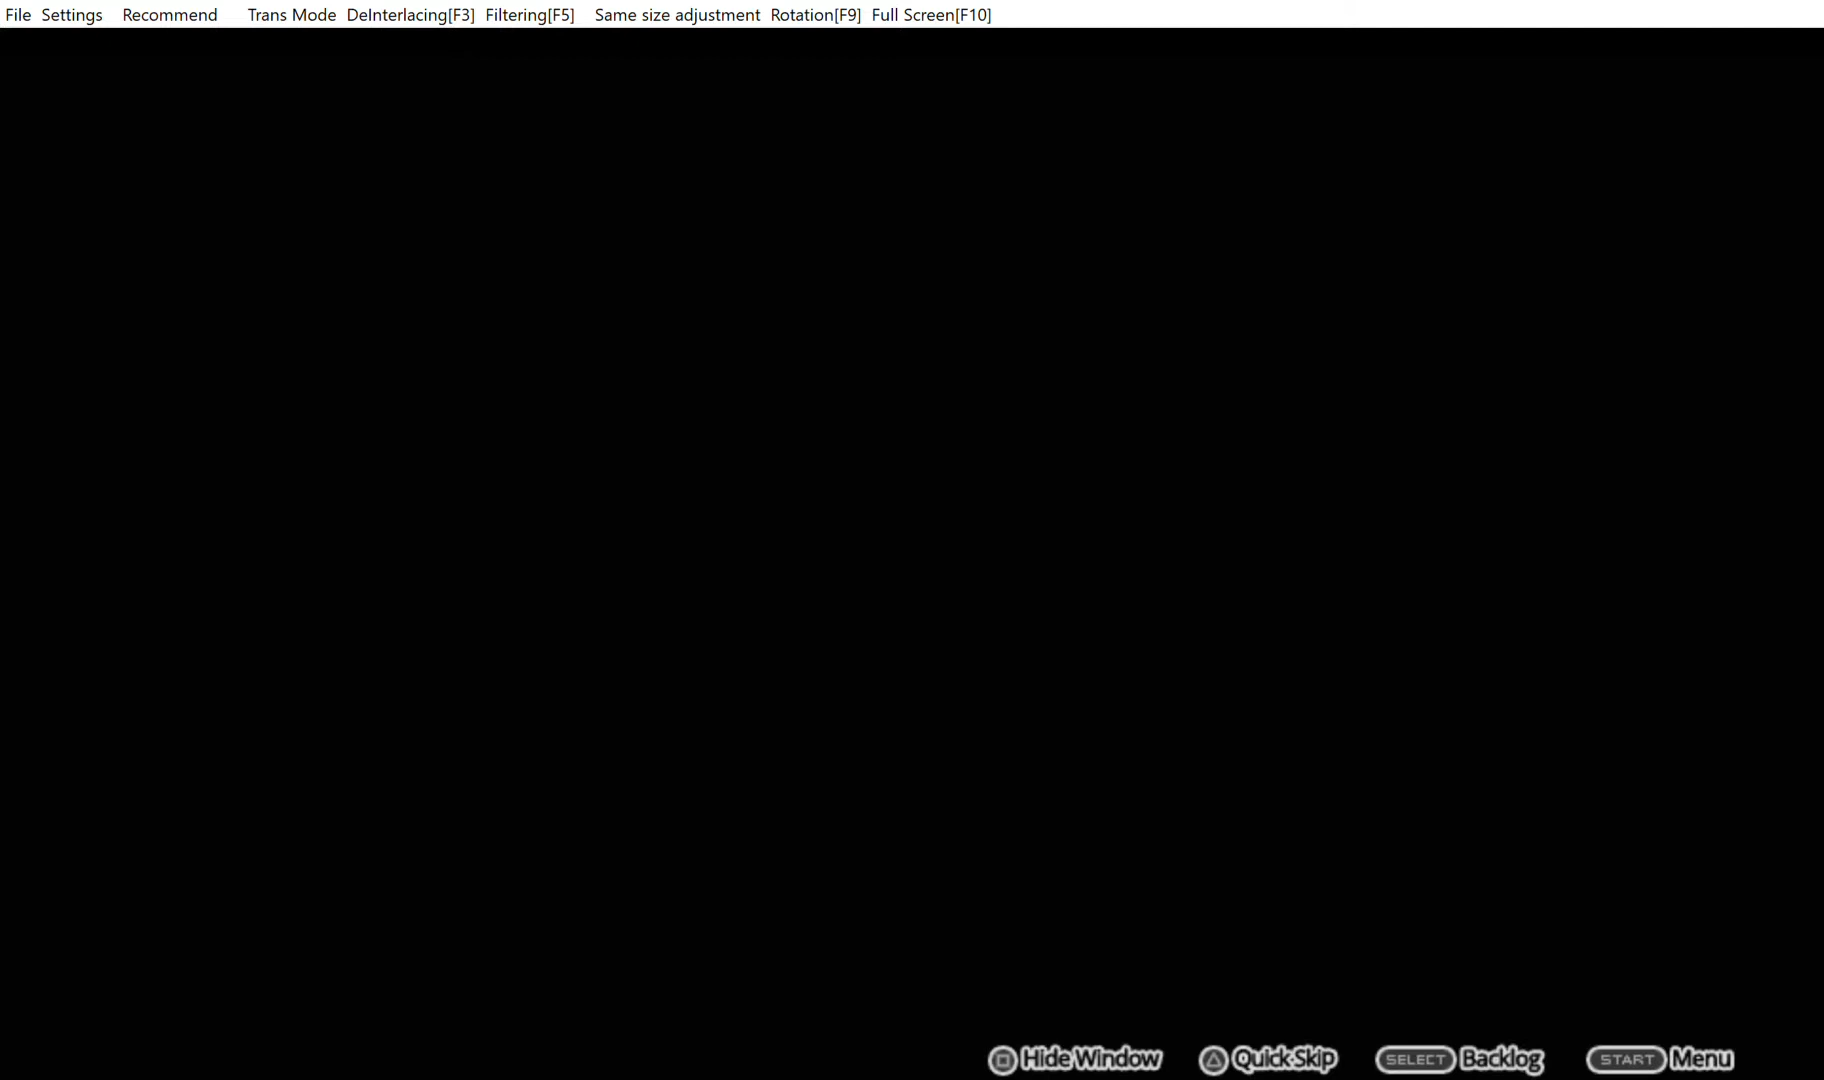 File Settings Recommend Trans Mode DeInterlacing[F3] Filtering[F5] Same size adjustment Rotation[F9] Full Screen[F10]
Hide Window Quick Skip SELECT Backlog START Menu